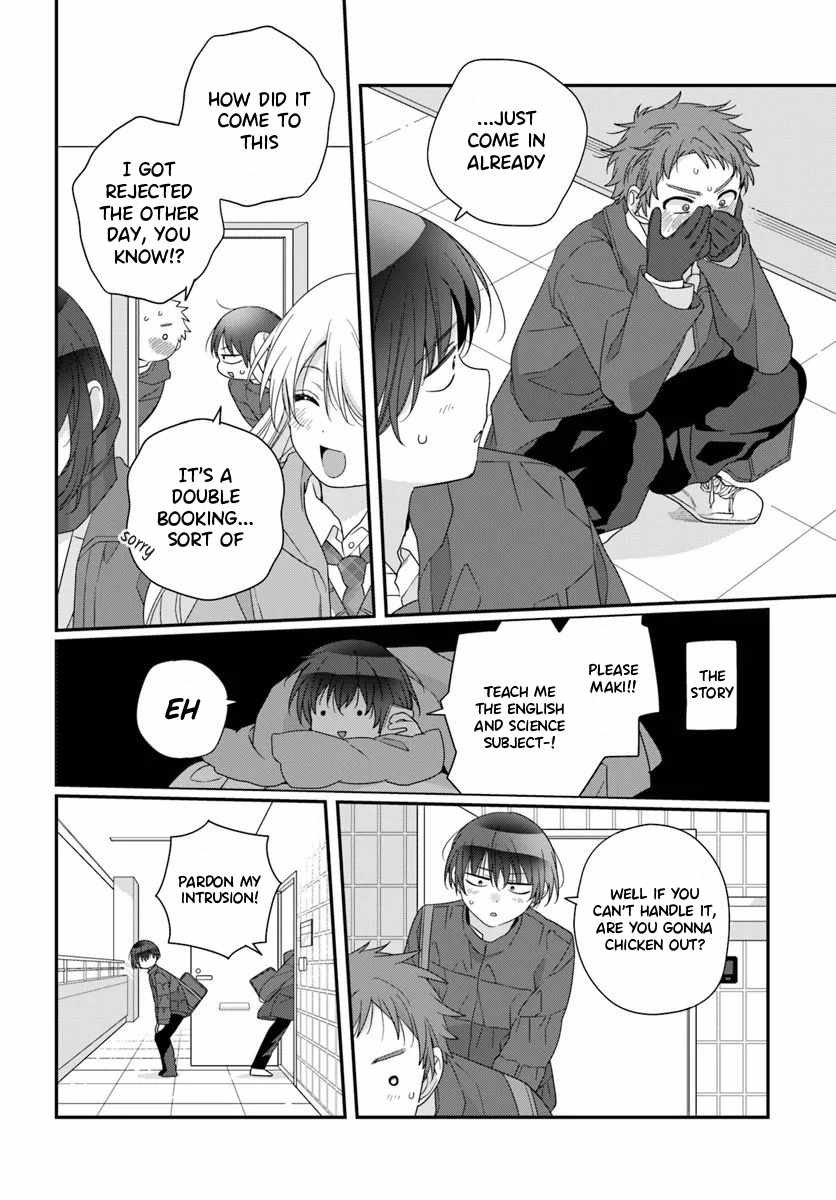 ...JUST
COME IN
ALREADY
HOW DID IT
COME TO
THIS
I GOT
REJECTED
THE OTHER
DAY, YOU
KNOW!?
IT'S A
DOUBLE
BOOKING...
SORT OF
sorry
THE
STORY
PLEASE
MAKI!!
TEACH ME
THE ENGLISH
AND SCIENCE
SUBJECT-!
EH
WELL IF YOU
CAN'T HANDLE IT,
ARE YOU GONNA
CHICKEN OUT?
PARDON MY
INTRUSION!